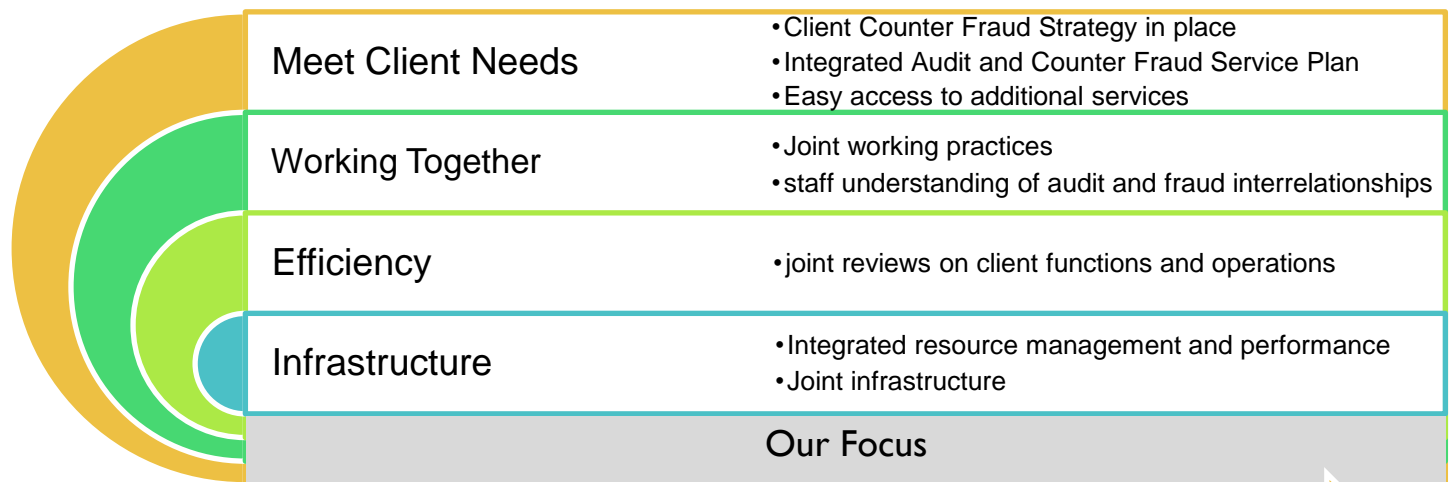 Meet Client Needs
•Client Counter Fraud Strategy in place
•Integrated Audit and Counter Fraud Service Plan
•Easy access to additional services
Working Together
•Joint working practices
•staff understanding of audit and fraud interrelationships
Efficiency
•joint reviews on client functions and operations
Infrastructure
•Integrated resource management and performance
•Joint infrastructure
Our Focus